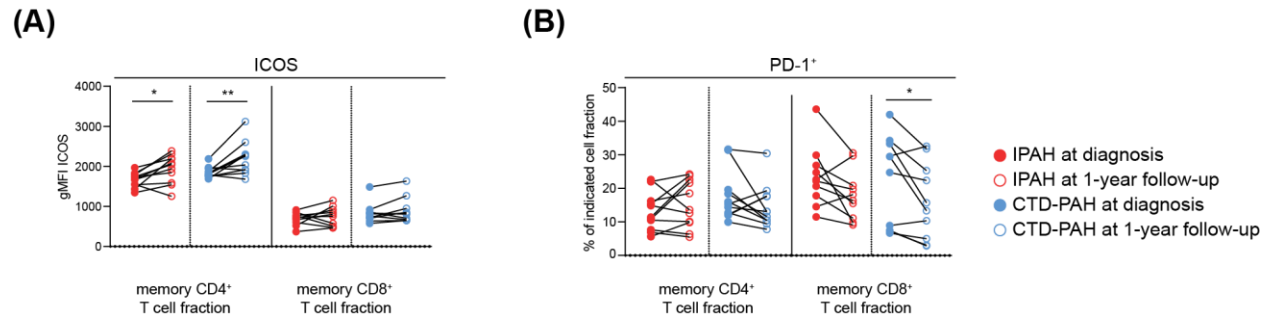 (A)
ICOS
gMFI ICOS
4000
3000
2000
1000
0
*
**
memory CD4⁺
T cell fraction
memory CD8⁺
T cell fraction
(B)
PD-1⁺
% of indicated cell fraction
50
40
30
20
10
0
*
memory CD4⁺
T cell fraction
memory CD8⁺
T cell fraction
IPAH at diagnosis
IPAH at 1-year follow-up
CTD-PAH at diagnosis
CTD-PAH at 1-year follow-up